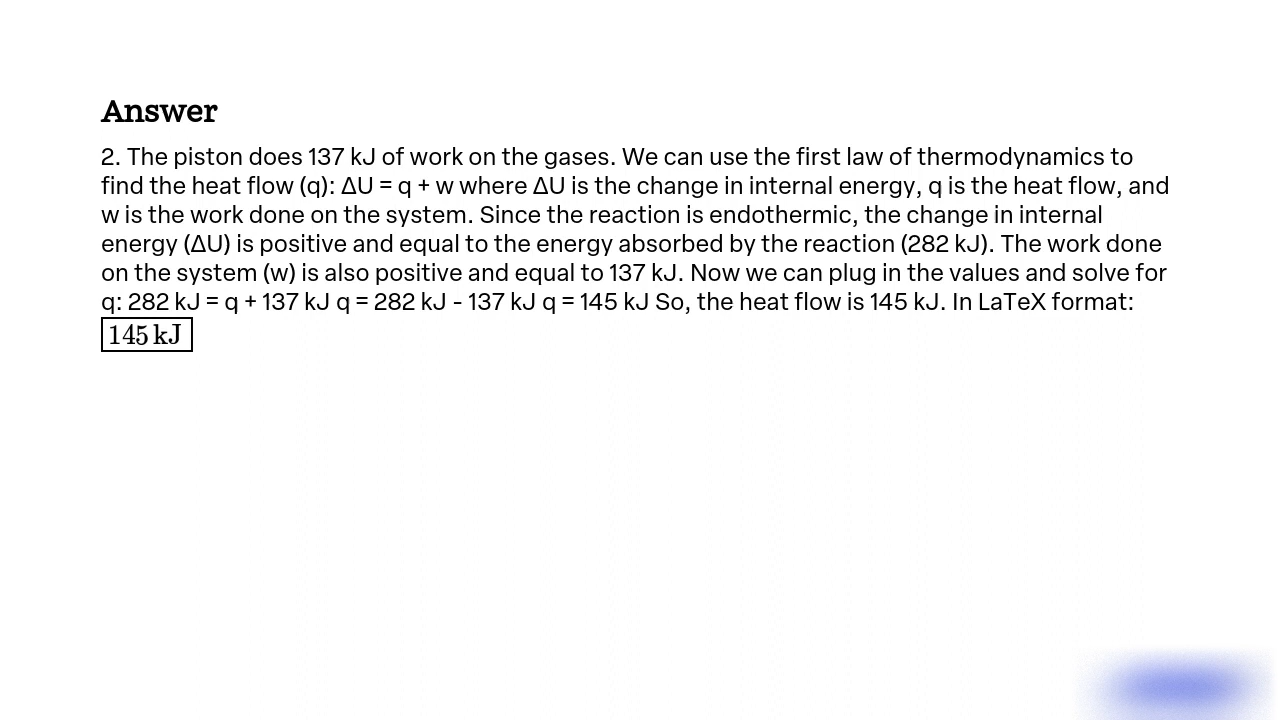 Answer
2. The piston does 137 kJ of work on the gases. We can use the first law of thermodynamics to
find the heat flow (q): ΔU = q + w where ΔU is the change in internal energy, q is the heat flow, and
w is the work done on the system. Since the reaction is endothermic, the change in internal
energy (ΔU) is positive and equal to the energy absorbed by the reaction (282 kJ). The work done
on the system (w) is also positive and equal to 137 kJ. Now we can plug in the values and solve for
q: 282 kJ = q + 137 kJ q = 282 kJ - 137 kJ q = 145 kJ So, the heat flow is 145 kJ. In LaTeX format:
145 kJ